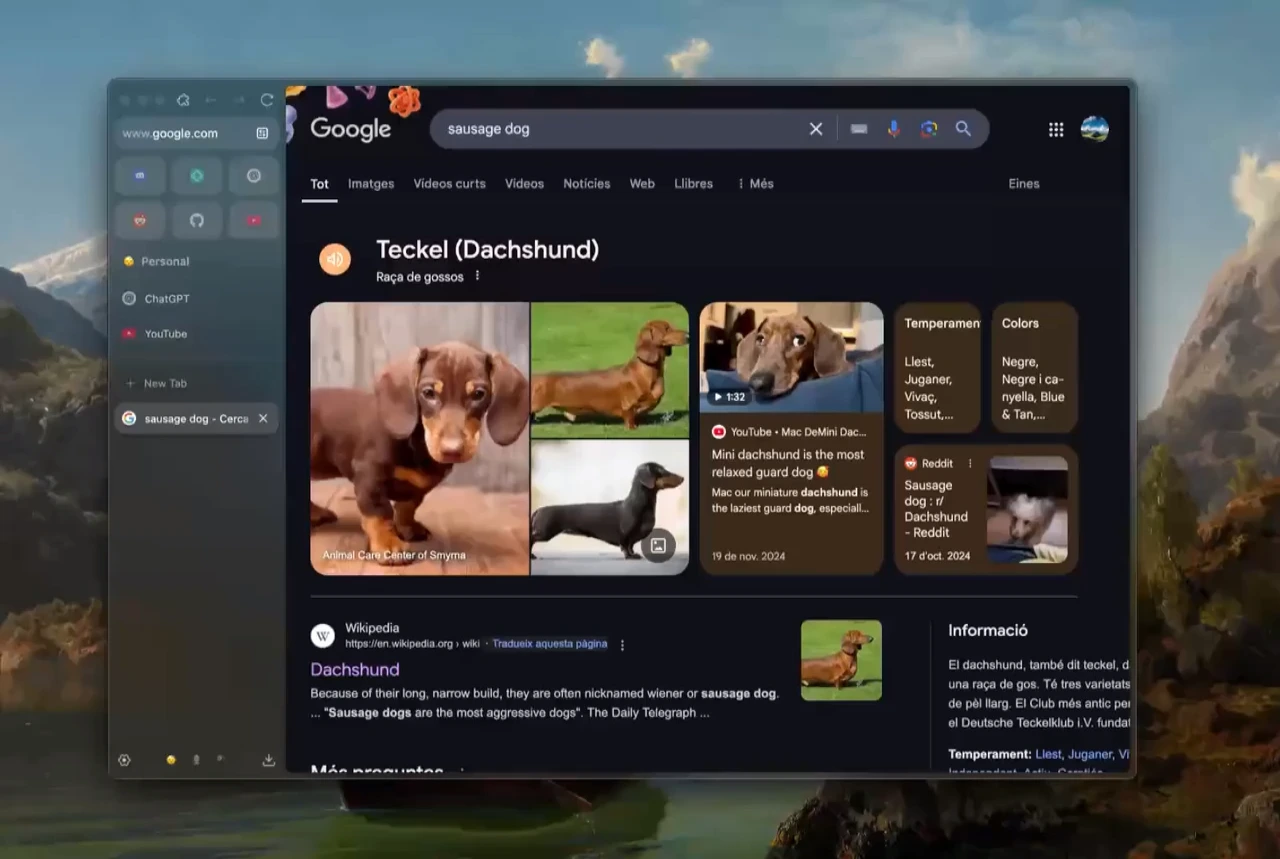 www.google.com
Personal
ChatGPT
YouTube
+ New Tab
sausage dog - Cerca
Google
sausage dog
Tot Imatges Vídeos curts Vídeos Notícies Web Llibres Més Eines
Teckel (Dachshund)
Raça de gossos
Animal Care Center of Smyrna
1:32
YouTube • Mac DeMini Dac...
Mini dachshund is the most
relaxed guard dog 🥰
Mac our miniature dachshund is
the laziest guard dog, especiall...
19 de nov. 2024
Temperamen
Llest,
Juganer,
Vivaç,
Tossut,...
Colors
Negre,
Negre i ca-
nyella, Blue
& Tan,...
Reddit
Sausage
dog : r/
Dachshund
- Reddit
17 d'oct. 2024
W
Wikipedia
https://en.wikipedia.org › wiki · Tradueix aquesta pàgina
Dachshund
Because of their long, narrow build, they are often nicknamed wiener or sausage dog.
... "Sausage dogs are the most aggressive dogs". The Daily Telegraph ...
Més preguntes
Informació
El dachshund, també dit teckel, d
una raça de gos. Té tres varietats
de pèl llarg. El Club més antic per
el Deutsche Teckelklub i.V. fundat
Temperament: Llest, Juganer, Vi